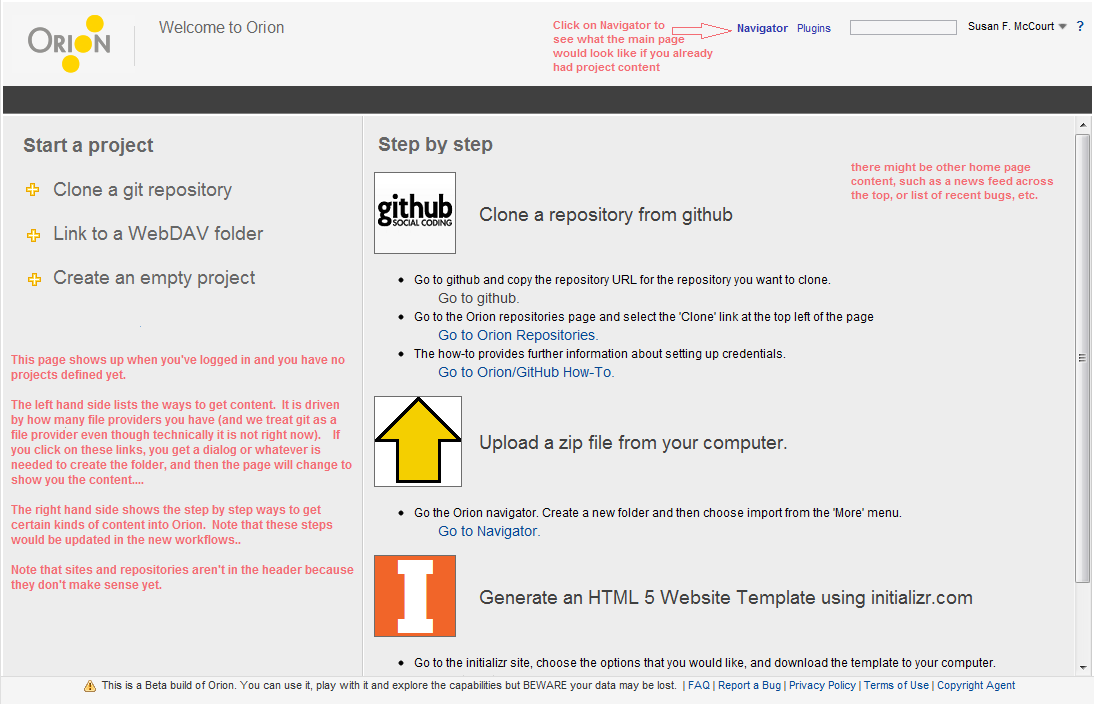 ORION
Welcome to Orion
Click on Navigator to
see what the main page
would look like if you already
had project content
Navigator Plugins
Susan F. McCourt ?
Start a project
Clone a git repository
Link to a WebDAV folder
Create an empty project
This page shows up when you've logged in and you have no
projects defined yet.
The left hand side lists the ways to get content. It is driven
by how many file providers you have (and we treat git as a
file provider even though technically it is not right now). If
you click on these links, you get a dialog or whatever is
needed to create the folder, and then the page will change to
show you the content....
The right hand side shows the step by step ways to get
certain kinds of content into Orion. Note that these steps
would be updated in the new workflows..
Note that sites and repositories aren't in the header because
they don't make sense yet.
Step by step
there might be other home page
content, such as a news feed across
the top, or list of recent bugs, etc.
github
SOCIAL CODING
Clone a repository from github
• Go to github and copy the repository URL for the repository you want to clone.
Go to github.
• Go to the Orion repositories page and select the 'Clone' link at the top left of the page
Go to Orion Repositories.
• The how-to provides further information about setting up credentials.
Go to Orion/GitHub How-To.
Upload a zip file from your computer.
• Go the Orion navigator. Create a new folder and then choose import from the 'More' menu.
Go to Navigator.
I
Generate an HTML 5 Website Template using initializr.com
• Go to the initializr site, choose the options that you would like, and download the template to your computer.
This is a Beta build of Orion. You can use it, play with it and explore the capabilities but BEWARE your data may be lost. | FAQ | Report a Bug | Privacy Policy | Terms of Use | Copyright Agent